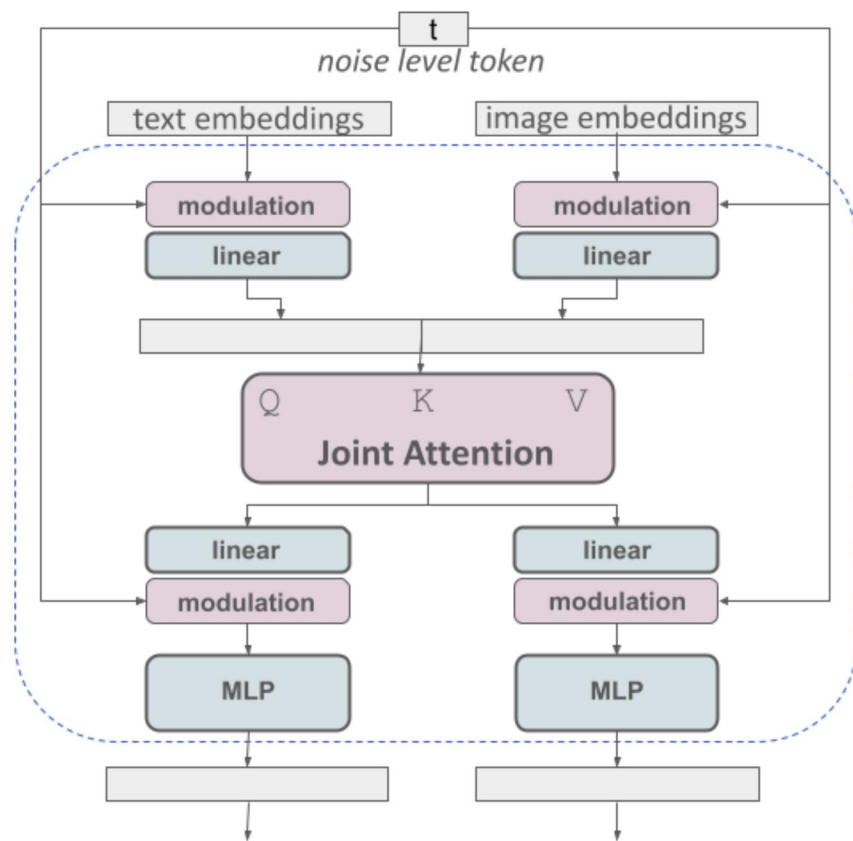 t
noise level token
text embeddings
image embeddings
modulation
modulation
linear
linear
Q K V
Joint Attention
linear
linear
modulation
modulation
MLP
MLP